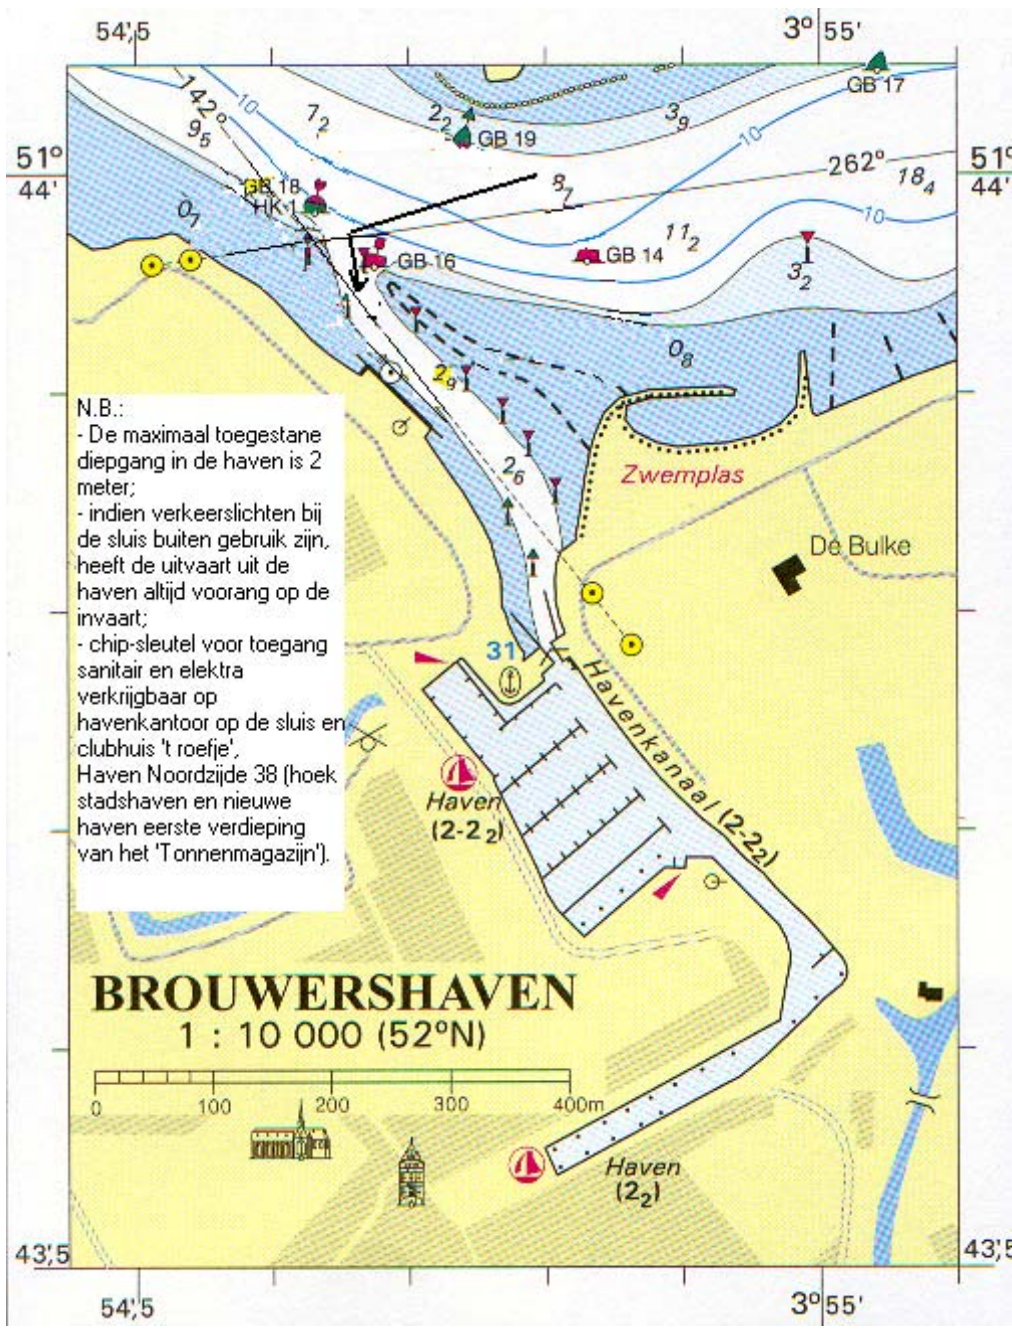 54',5
3° 55'
GB 17
142°
10
7₂
2₂
3₉
9₅
GB 19
10
51°
44'
51°
44'
262°
18₄
GB 18
HK 1
8₇
0₇
10
11₂
GB 16
GB 14
3₂
1
0₈
2₉
N.B.:
- De maximaal toegestane
diepgang in de haven is 2
meter;
- indien verkeerslichten bij
de sluis buiten gebruik zijn,
heeft de uitvaart uit de
haven altijd voorang op de
invaart;
- chip-sleutel voor toegang
sanitair en elektra
verkrijgbaar op
havenkantoor op de sluis en
clubhuis 't roefje',
Haven Noordzijde 38 (hoek
stadshaven en nieuwe
haven eerste verdieping
van het 'Tonnenmagazijn').
2₆
Zwemplas
De Bulke
31
Havenkanaal (2-2₂)
Haven
(2-2₂)
BROUWERSHAVEN
1 : 10 000 (52°N)
0 100 200 300 400m
Haven
(2₂)
43',5
43',5
54',5
3° 55'